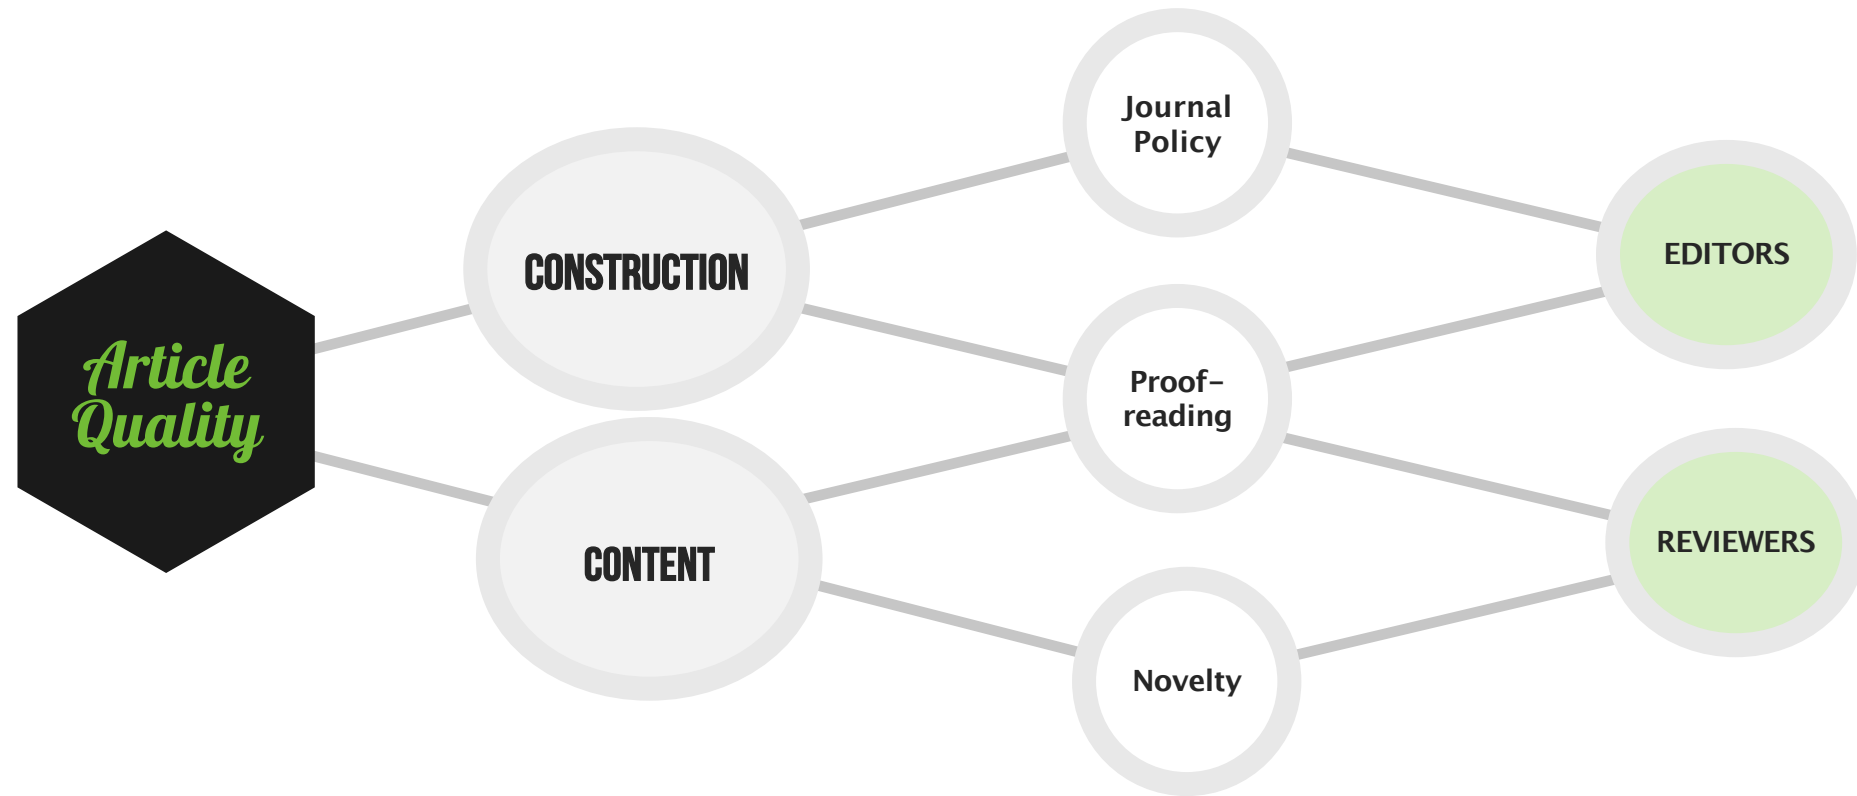 Article
Quality
CONSTRUCTION
CONTENT
Journal
Policy
Proof-
reading
Novelty
EDITORS
REVIEWERS